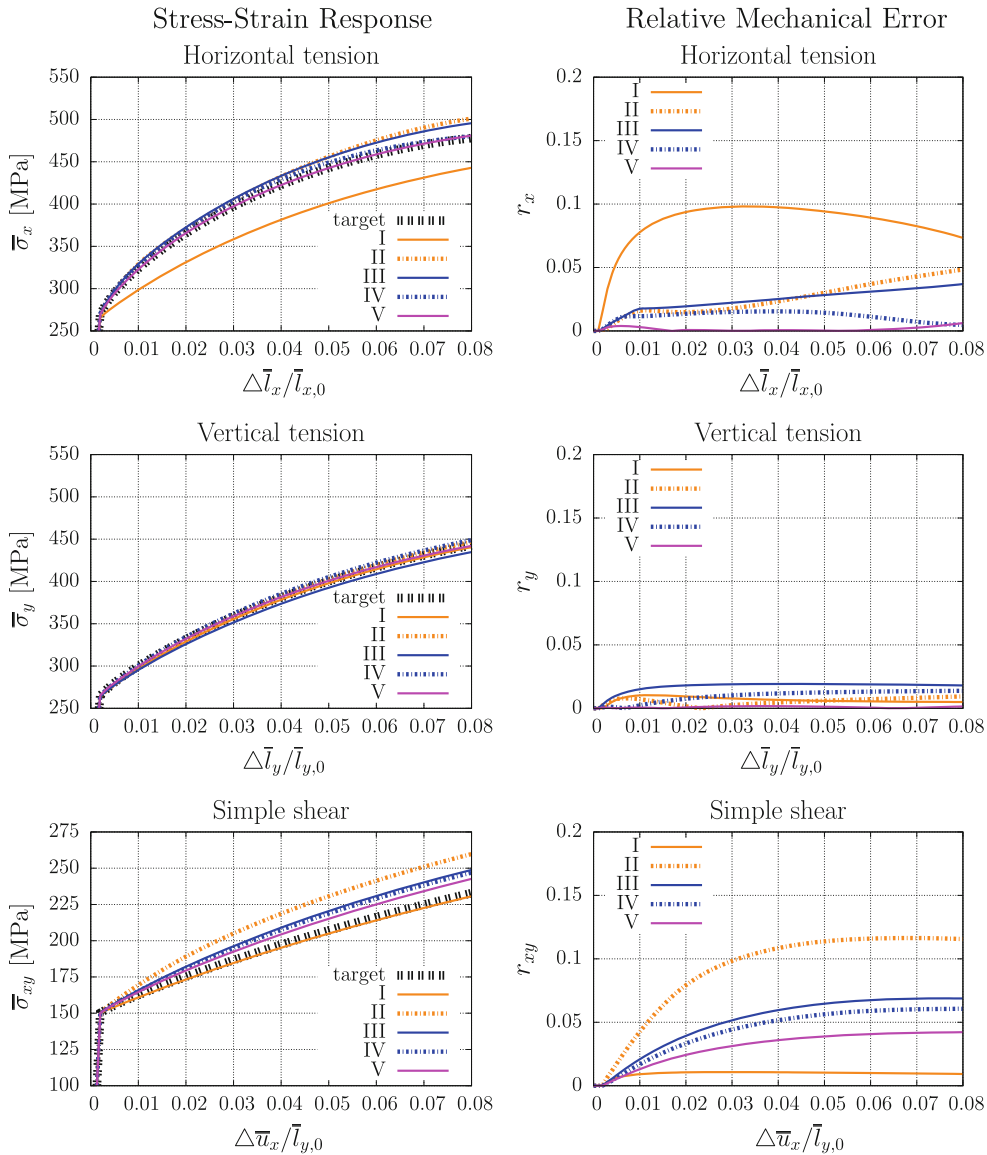 Stress-Strain Response
Relative Mechanical Error
Horizontal tension
550
500
450
400
350
300
250
σ̅x [MPa]
target
I
II
III
IV
V
0 0.01 0.02 0.03 0.04 0.05 0.06 0.07 0.08
△l̅x/l̅x,0
Horizontal tension
0.2
0.15
0.1
0.05
0
rx
I
II
III
IV
V
0 0.01 0.02 0.03 0.04 0.05 0.06 0.07 0.08
△l̅x/l̅x,0
Vertical tension
550
500
450
400
350
300
250
σ̅y [MPa]
target
I
II
III
IV
V
0 0.01 0.02 0.03 0.04 0.05 0.06 0.07 0.08
△l̅y/l̅y,0
Vertical tension
0.2
0.15
0.1
0.05
0
ry
I
II
III
IV
V
0 0.01 0.02 0.03 0.04 0.05 0.06 0.07 0.08
△l̅y/l̅y,0
Simple shear
275
250
225
200
175
150
125
100
σ̅xy [MPa]
target
I
II
III
IV
V
0 0.01 0.02 0.03 0.04 0.05 0.06 0.07 0.08
△u̅x/l̅y,0
Simple shear
0.2
0.15
0.1
0.05
0
rxy
I
II
III
IV
V
0 0.01 0.02 0.03 0.04 0.05 0.06 0.07 0.08
△u̅x/l̅y,0